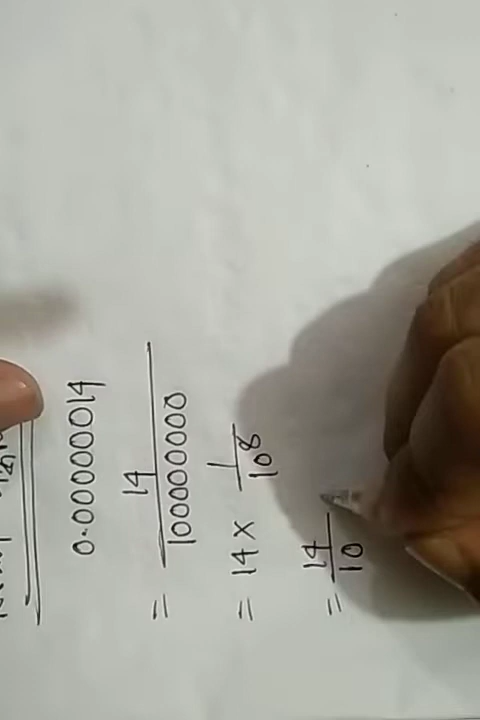 0.00000014
= 14/100000000
= 14 × 1/10⁸
= 14/10